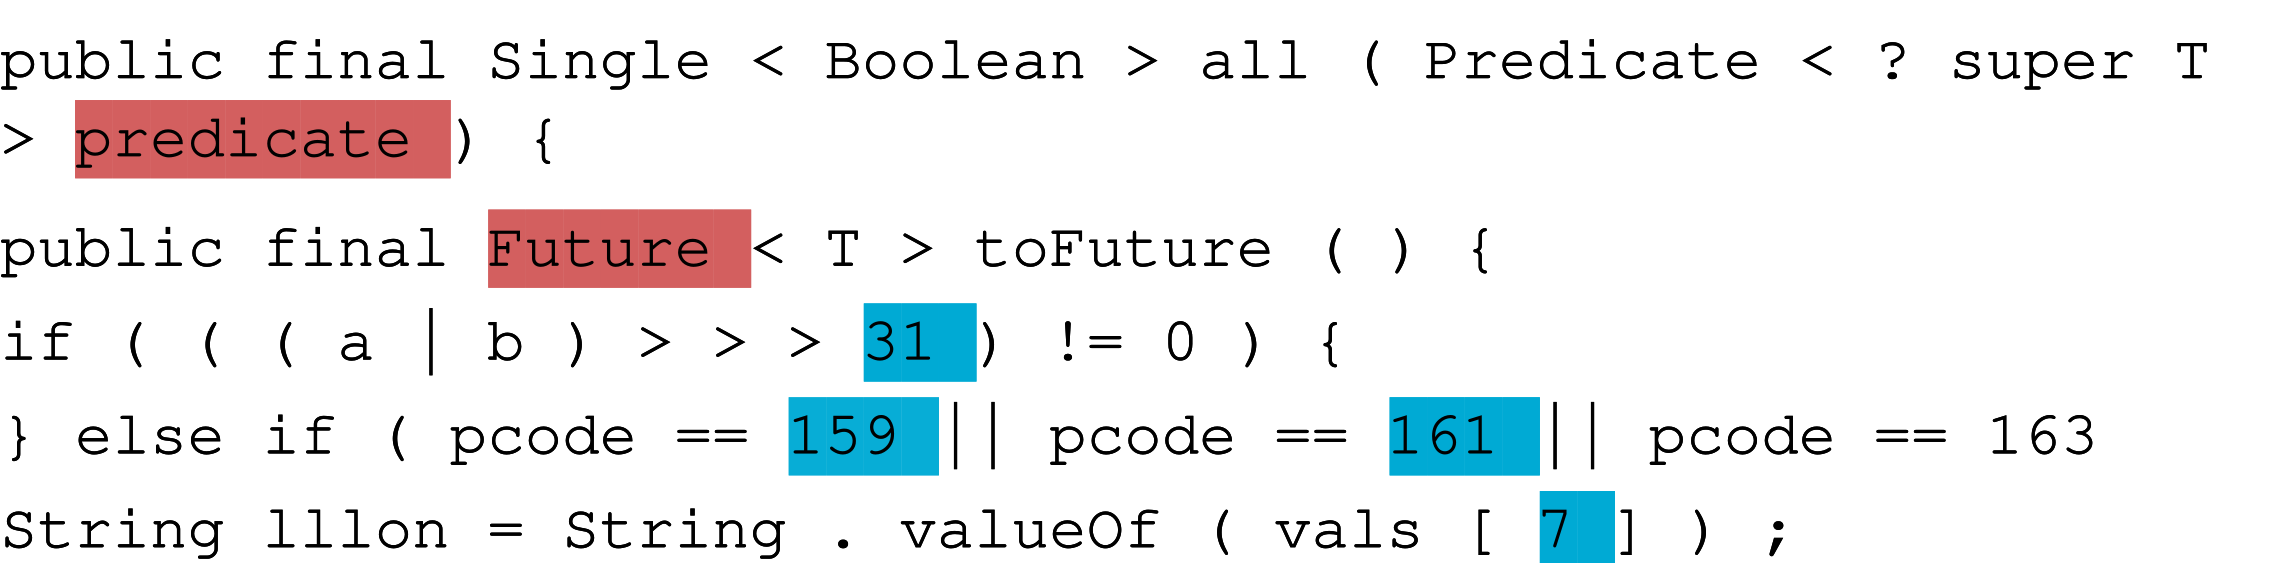 public final Single < Boolean > all ( Predicate < ? super T
> predicate ) {
public final Future < T > toFuture ( ) {
if ( ( ( a | b ) > > > 31 ) != 0 ) {
} else if ( pcode == 159 || pcode == 161 || pcode == 163
String lllon = String . valueOf ( vals [ 7 ] ) ;